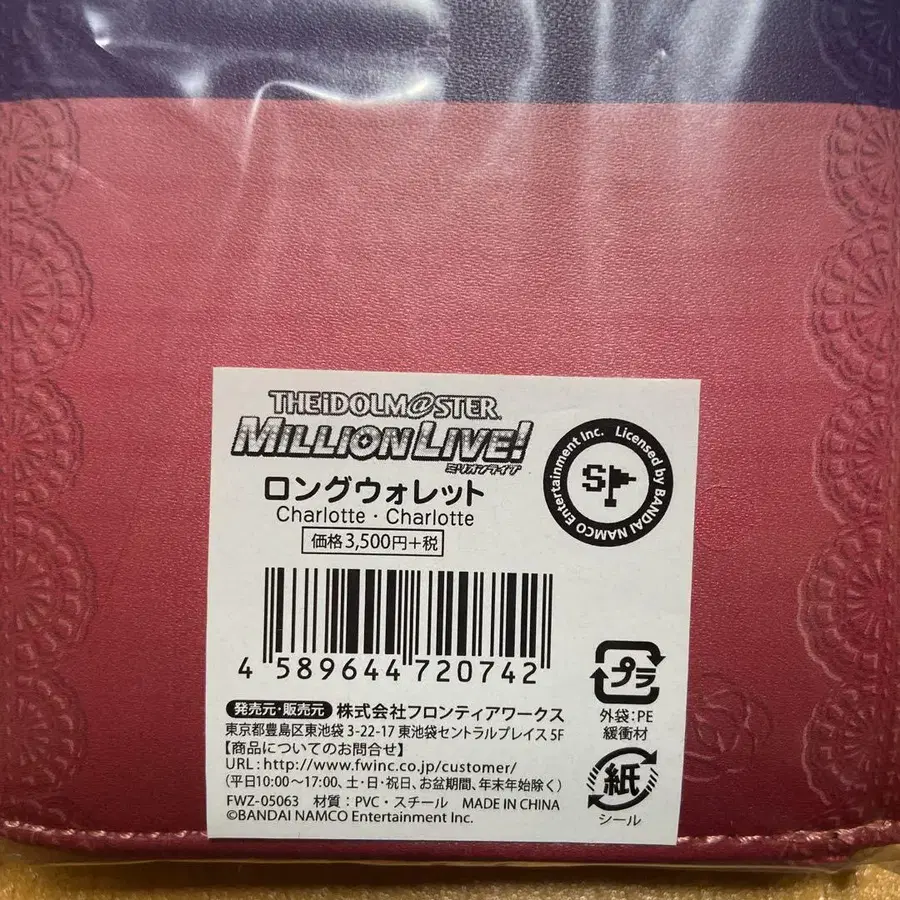 THE iDOLM@STER
MILLION LIVE!
ミリオンライブ
ロングウォレット
Charlotte・Charlotte
価格3,500円+税
Licensed by BANDAI NAMCO Entertainment Inc.
S
4 589644 720742
発売元・販売元 株式会社フロンティアワークス
東京都豊島区東池袋 3-22-17 東池袋セントラルプレイス 5F
【商品についてのお問合せ】
URL:http://www.fwinc.co.jp/customer/
(平日10:00〜17:00、土・日・祝日、お盆期間、年末年始除く)
FWZ-05063 材質:PVC・スチール MADE IN CHINA
©BANDAI NAMCO Entertainment Inc.
プラ
外袋:PE
緩衝材
紙
シール